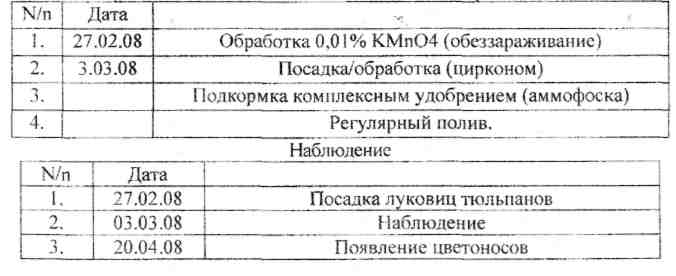 N/n Дата
1. 27.02.08 Обработка 0,01% KMnO4 (обеззараживание)
2. 3.03.08 Посадка/обработка (цирконом)
3. Подкормка комплексным удобрением (аммофоска)
4. Регулярный полив.
Наблюдение
N/n Дата
1. 27.02.08 Посадка луковиц тюльпанов
2. 03.03.08 Наблюдение
3. 20.04.08 Появление цветоносов